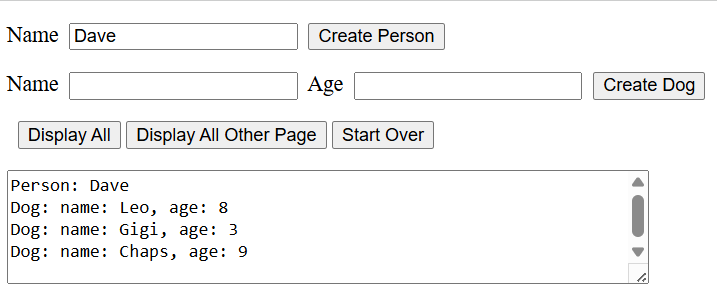 Name Dave Create Person
Name Age Create Dog
Display All Display All Other Page Start Over
Person: Dave
Dog: name: Leo, age: 8
Dog: name: Gigi, age: 3
Dog: name: Chaps, age: 9